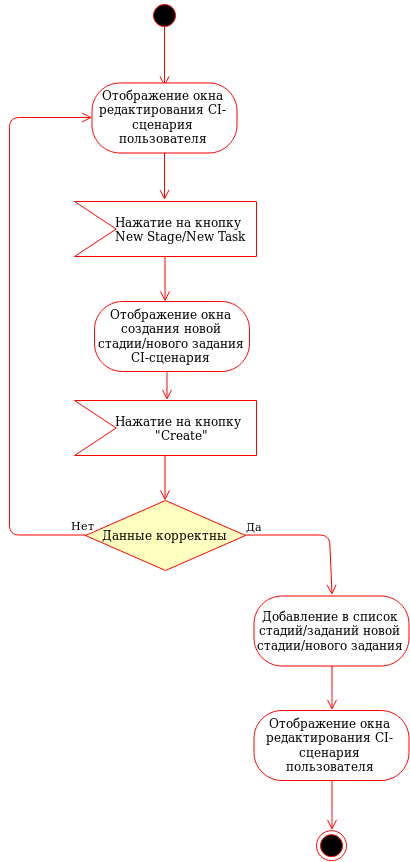 Отображение окна
редактирования CI-
сценария
пользователя
Нажатие на кнопку
New Stage/New Task
Отображение окна
создания новой
стадии/нового задания
CI-сценария
Нажатие на кнопку
"Create"
Нет
Данные корректны
Да
Добавление в список
стадий/заданий новой
стадии/нового задания
Отображение окна
редактирования CI-
сценария
пользователя